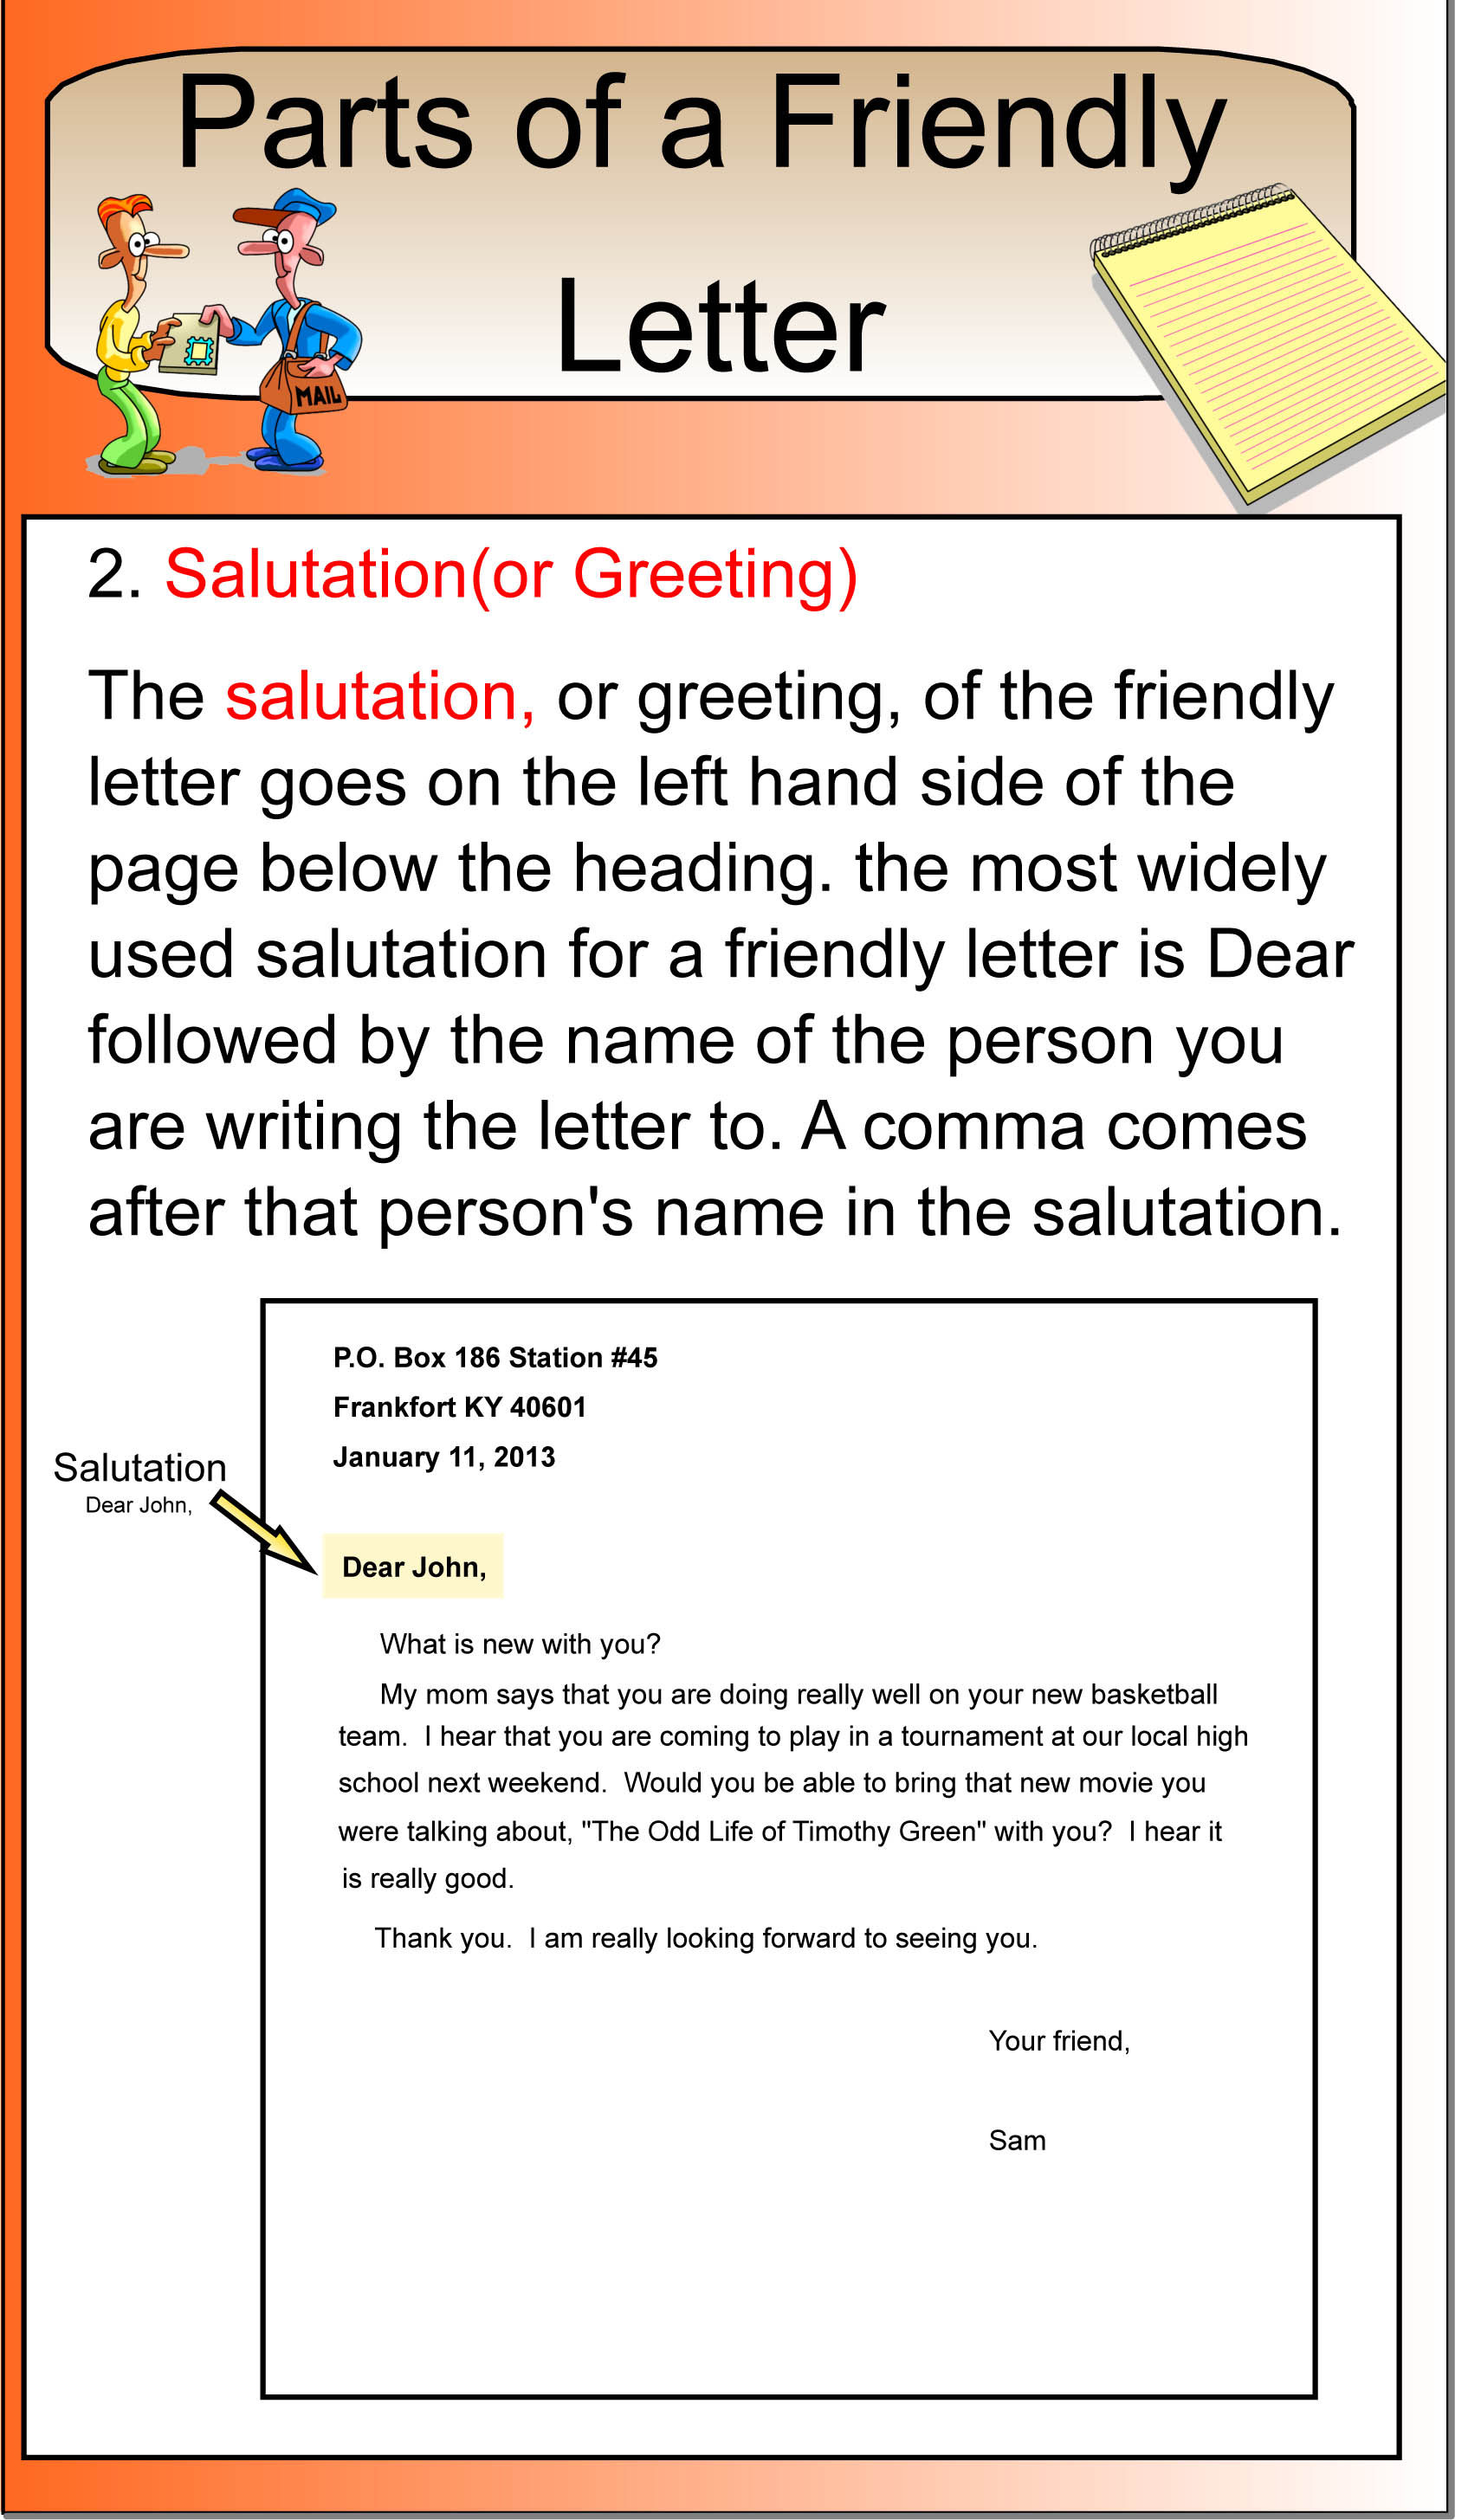 Parts of a Friendly
Letter
MAIL
2. Salutation(or Greeting)
The salutation, or greeting, of the friendly
letter goes on the left hand side of the
page below the heading. the most widely
used salutation for a friendly letter is Dear
followed by the name of the person you
are writing the letter to. A comma comes
after that person's name in the salutation.
Salutation
Dear John,
P.O. Box 186 Station #45
Frankfort KY 40601
January 11, 2013
Dear John,
What is new with you?
My mom says that you are doing really well on your new basketball
team. I hear that you are coming to play in a tournament at our local high
school next weekend. Would you be able to bring that new movie you
were talking about, "The Odd Life of Timothy Green" with you? I hear it
is really good.
Thank you. I am really looking forward to seeing you.
Your friend,
Sam